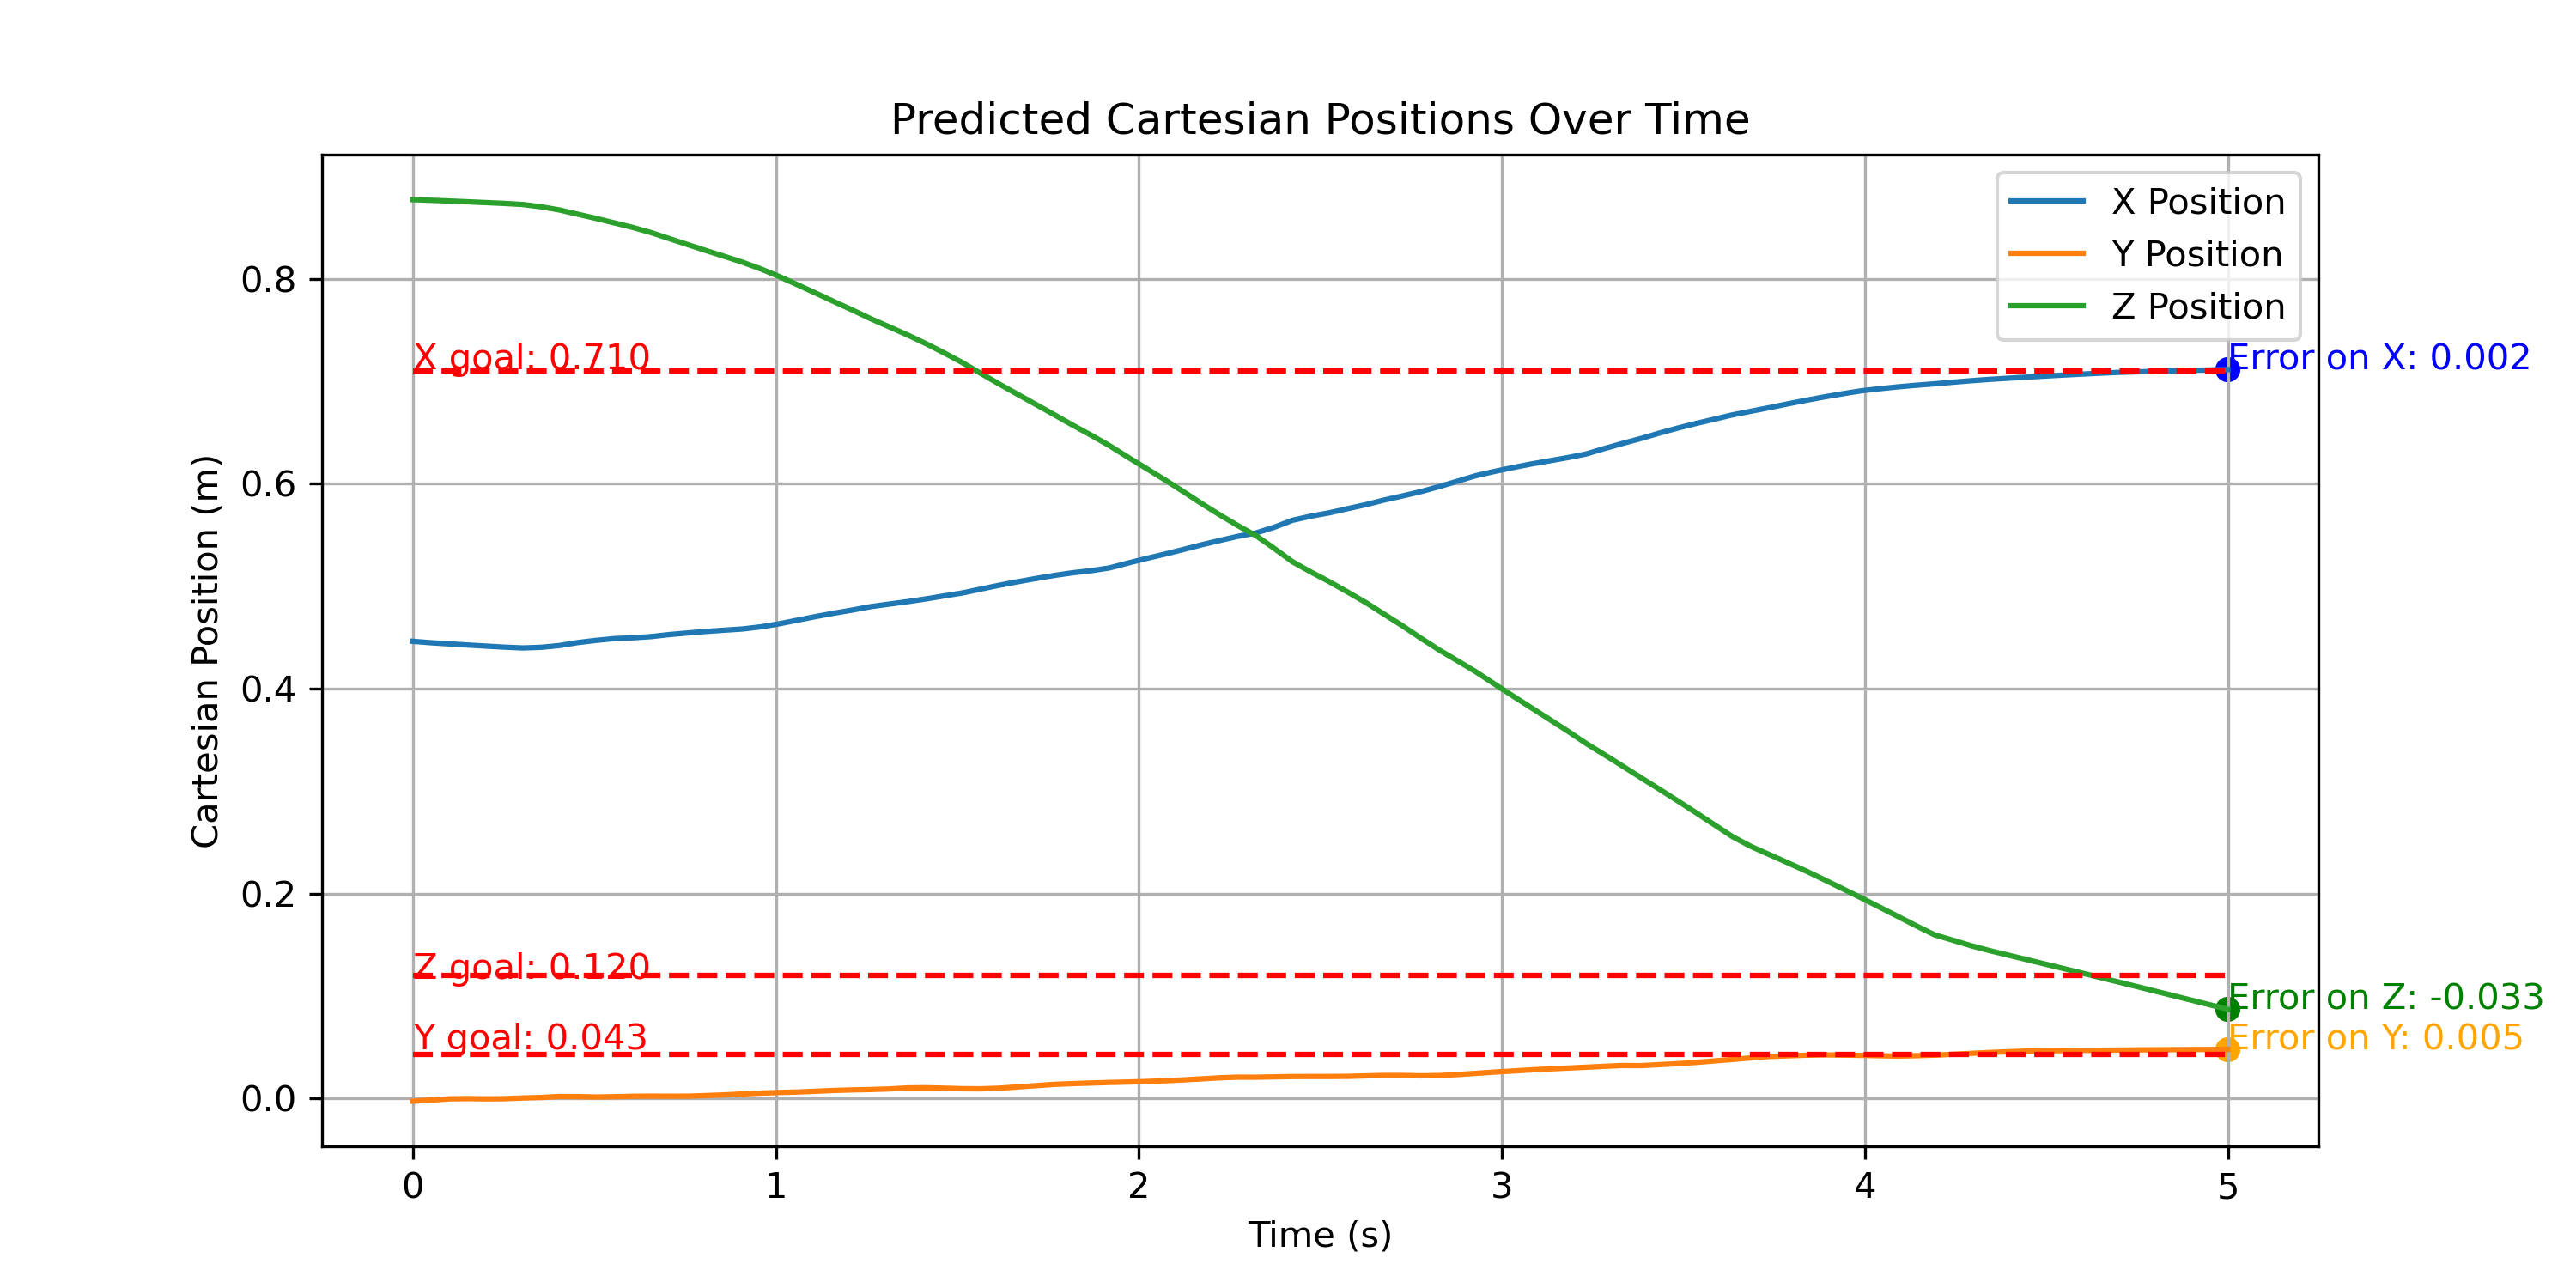 Predicted Cartesian Positions Over Time
X Position
Y Position
Z Position
X goal: 0.710
Error on X: 0.002
Z goal: 0.120
Error on Z: -0.033
Y goal: 0.043
Error on Y: 0.005
Cartesian Position (m)
0.8
0.6
0.4
0.2
0.0
0 1 2 3 4 5
Time (s)